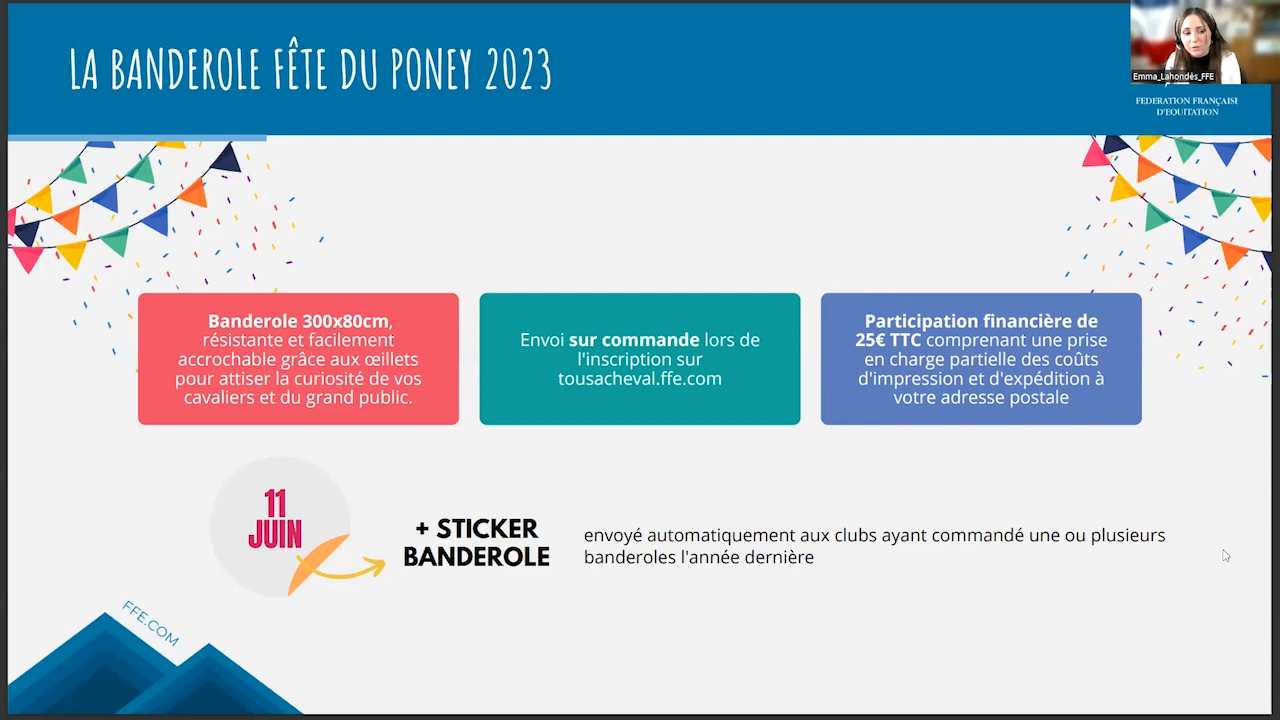 LA BANDEROLE FÊTE DU PONEY 2023
Emma_Lahondès_FFE
FEDERATION FRANÇAISE
D'EQUITATION
Banderole 300x80cm,
résistante et facilement
accrochable grâce aux œillets
pour attiser la curiosité de vos
cavaliers et du grand public.
Envoi sur commande lors de
l'inscription sur
tousacheval.ffe.com
Participation financière de
25€ TTC comprenant une prise
en charge partielle des coûts
d'impression et d'expédition à
votre adresse postale
11
JUIN
+ STICKER
BANDEROLE
envoyé automatiquement aux clubs ayant commandé une ou plusieurs
banderoles l'année dernière
FFE.COM